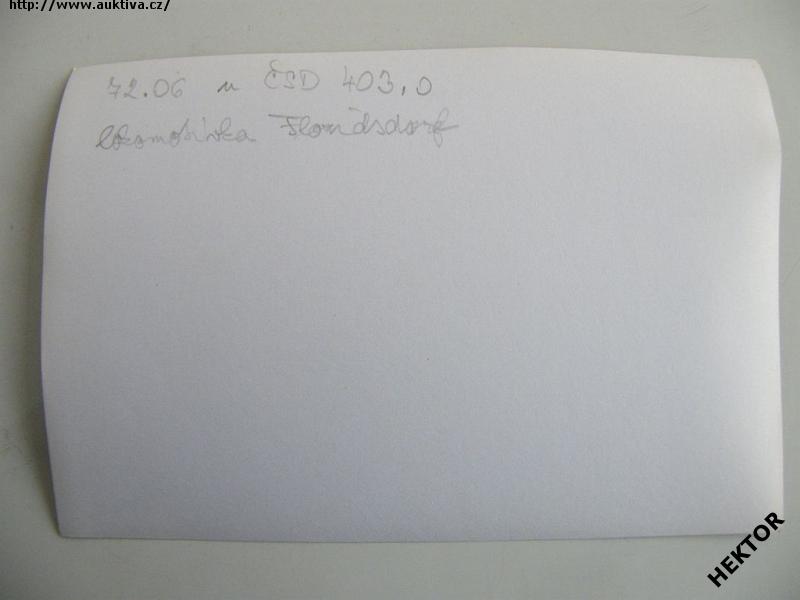 http://www.auktiva.cz/
72.06 u ČSD 403,0
lokomotivka Floridsdorf
HEKTOR